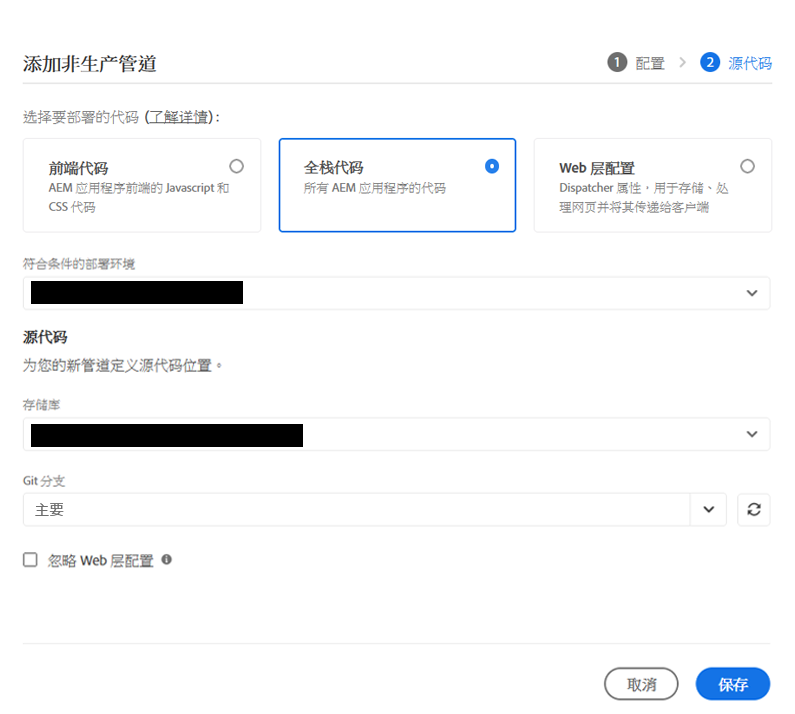 添加非生产管道
1 配置 > 2 源代码
选择要部署的代码 (了解详情):
前端代码
AEM 应用程序前端的 Javascript 和
CSS 代码
全栈代码
所有 AEM 应用程序的代码
Web 层配置
Dispatcher 属性，用于存储、处
理网页并将其传递给客户端
符合条件的部署环境
源代码
为您的新管道定义源代码位置。
存储库
Git 分支
主要
忽略 Web 层配置
取消
保存